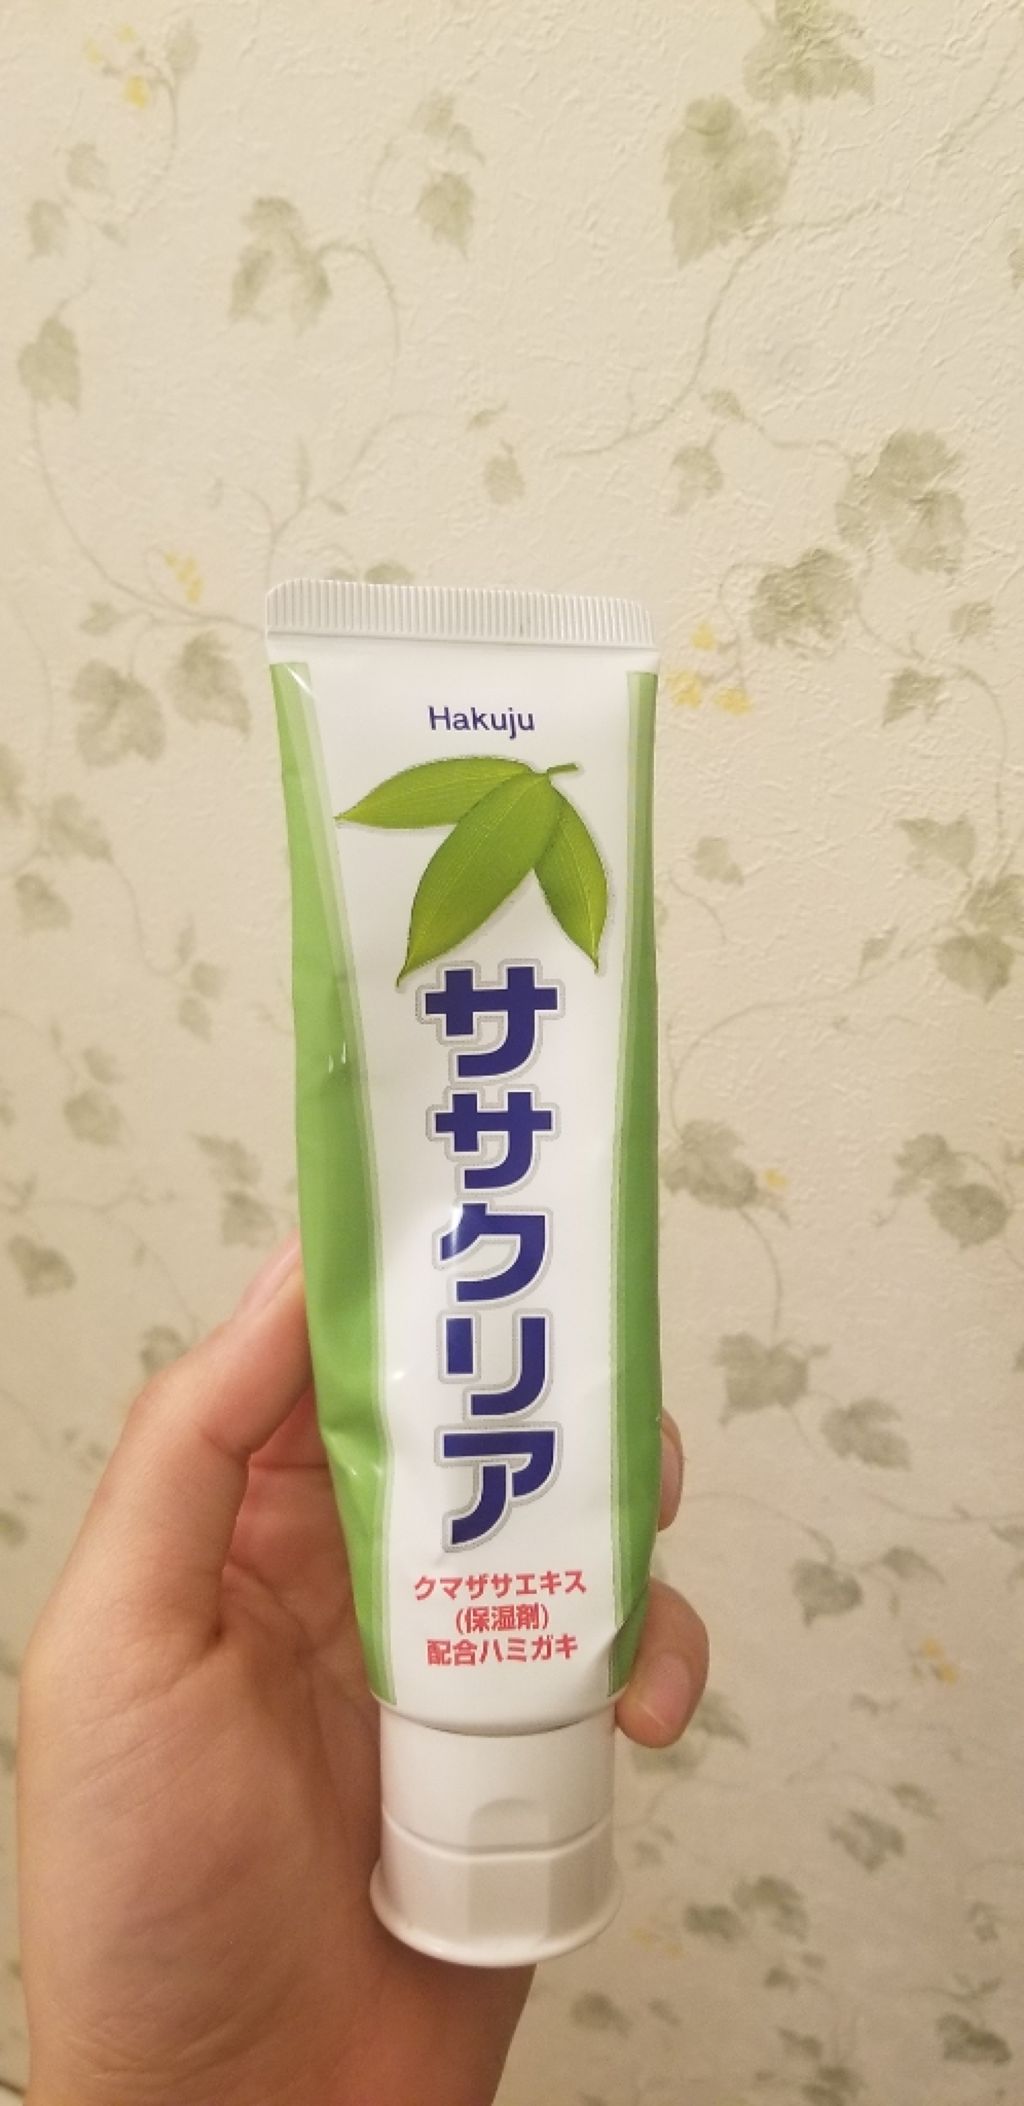 Hakuju
ササクリア
クマザサエキス
(保湿剤)
配合ハミガキ